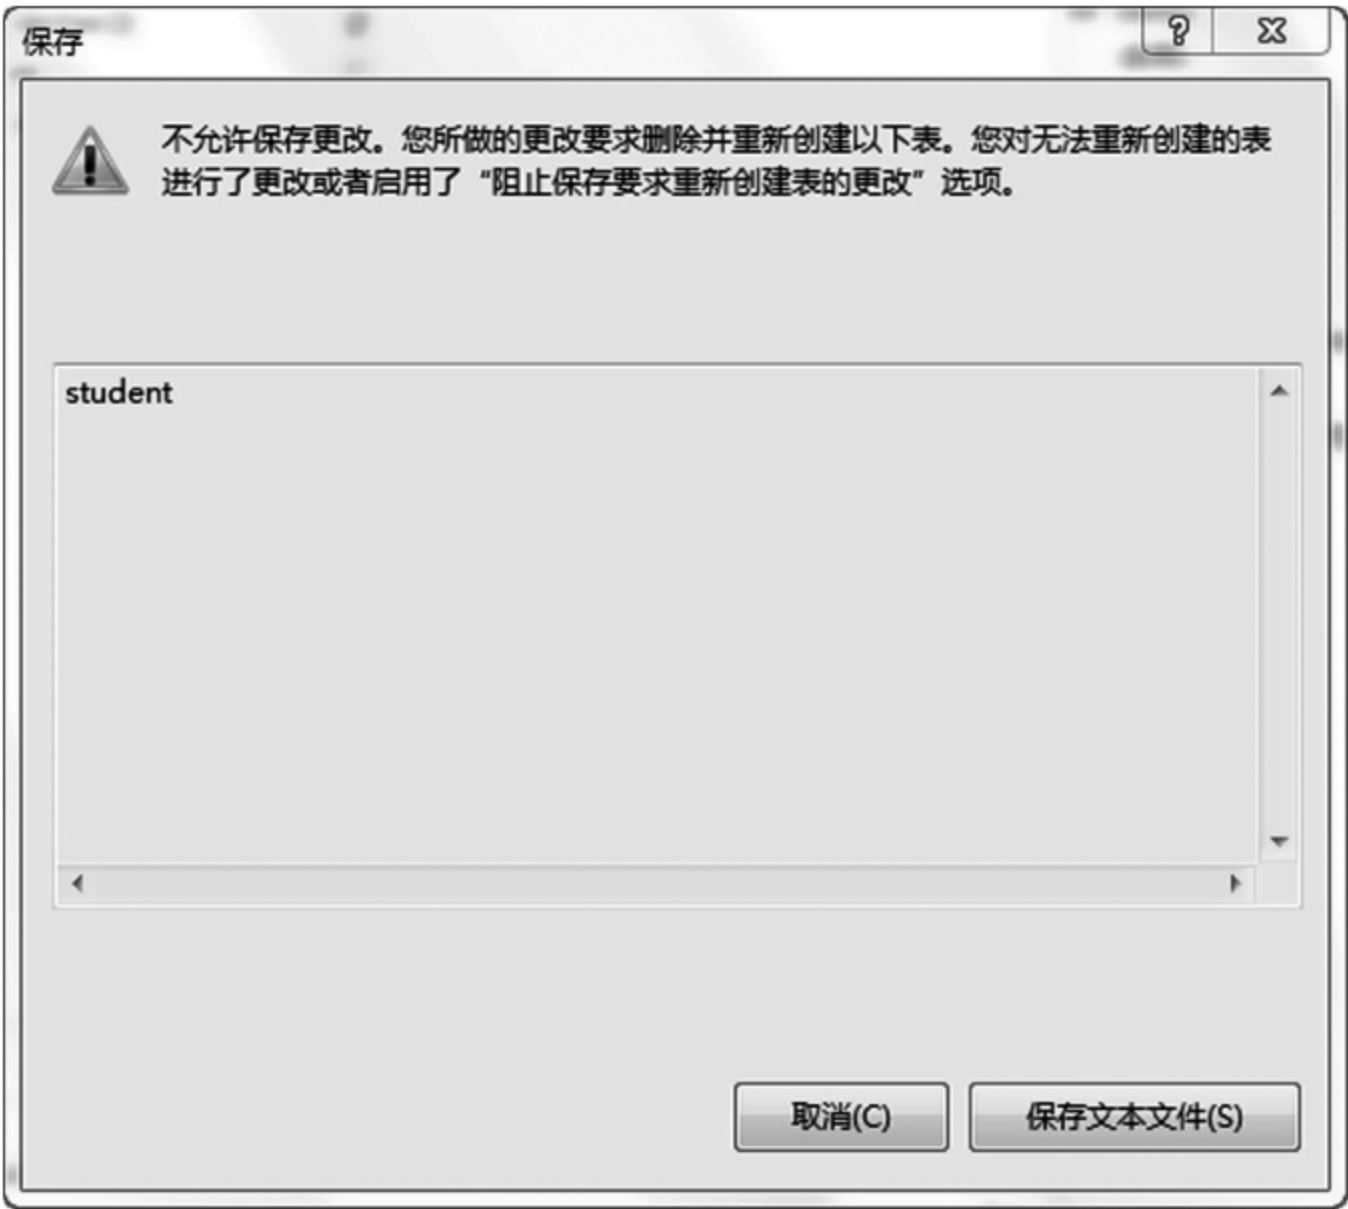 保存
不允许保存更改。您所做的更改要求删除并重新创建以下表。您对无法重新创建的表
进行了更改或者启用了“阻止保存要求重新创建表的更改”选项。
student
取消(C)
保存文本文件(S)